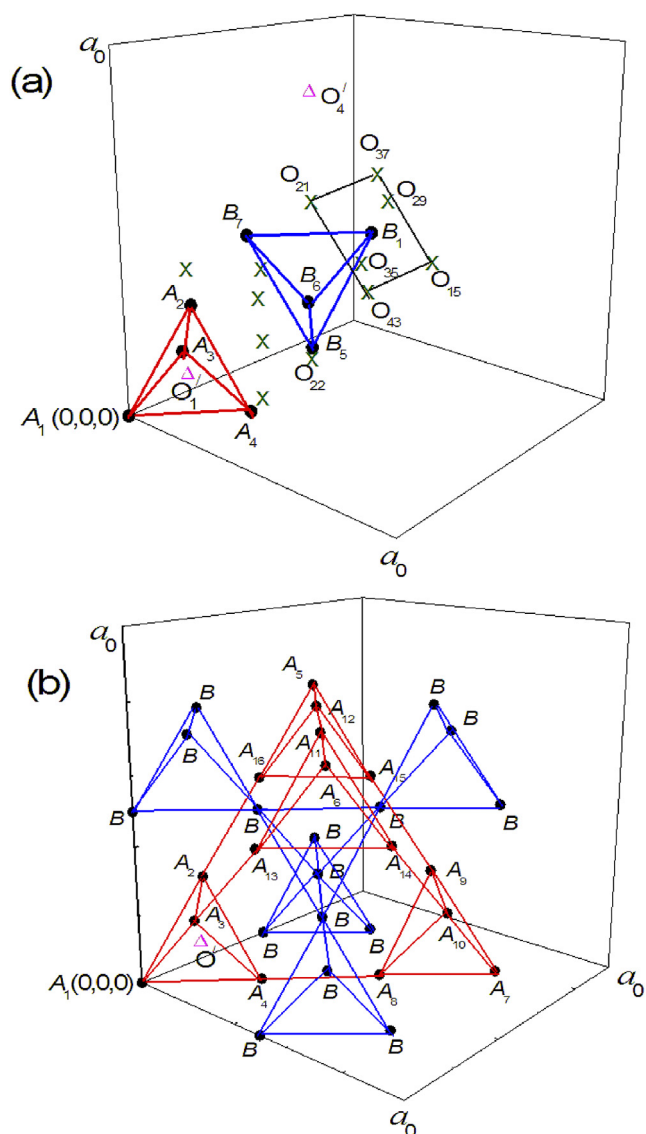 a₀
(a)
Δ O₄/
O₃₇
O₂₁
O₂₉
B₇
B₁
O₃₅
O₁₅
B₆
O₄₃
A₂
A₃
B₅
O₂₂
Δ
O₁/
A₁ (0,0,0)
A₄
a₀
a₀
(b)
A₅
B
B
A₁₂
B
B
A₁₁
A₁₆
A₁₅
A₆
B
B
B
B
B
A₁₃
A₁₄
A₂
A₉
B
A₃
B
A₁₀
Δ
O/
B
B
A₁(0,0,0)
A₄
B
A₈
A₇
a₀
B
B
a₀